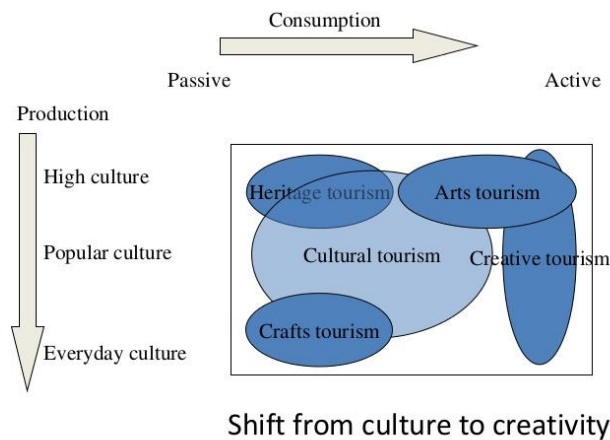 Consumption
Passive
Active
Production
High culture
Heritage tourism
Arts tourism
Popular culture
Cultural tourism
Creative tourism
Crafts tourism
Everyday culture
Shift from culture to creativity